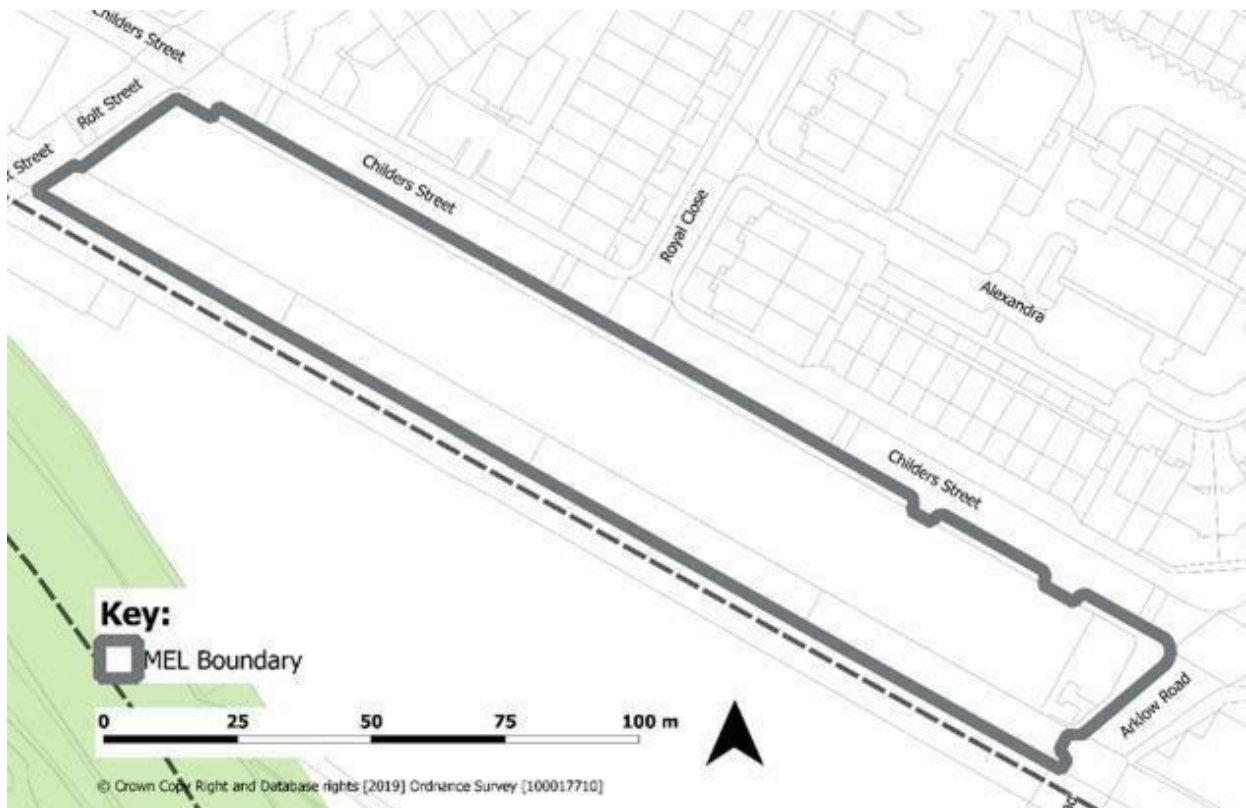 Childers Street
Rolt Street
Street
Childers Street
Royal Close
Alexandra
Childers Street
Arklow Road
Key:
MEL Boundary
0 25 50 75 100 m
© Crown Copy Right and Database rights [2019] Ordnance Survey [100017710]